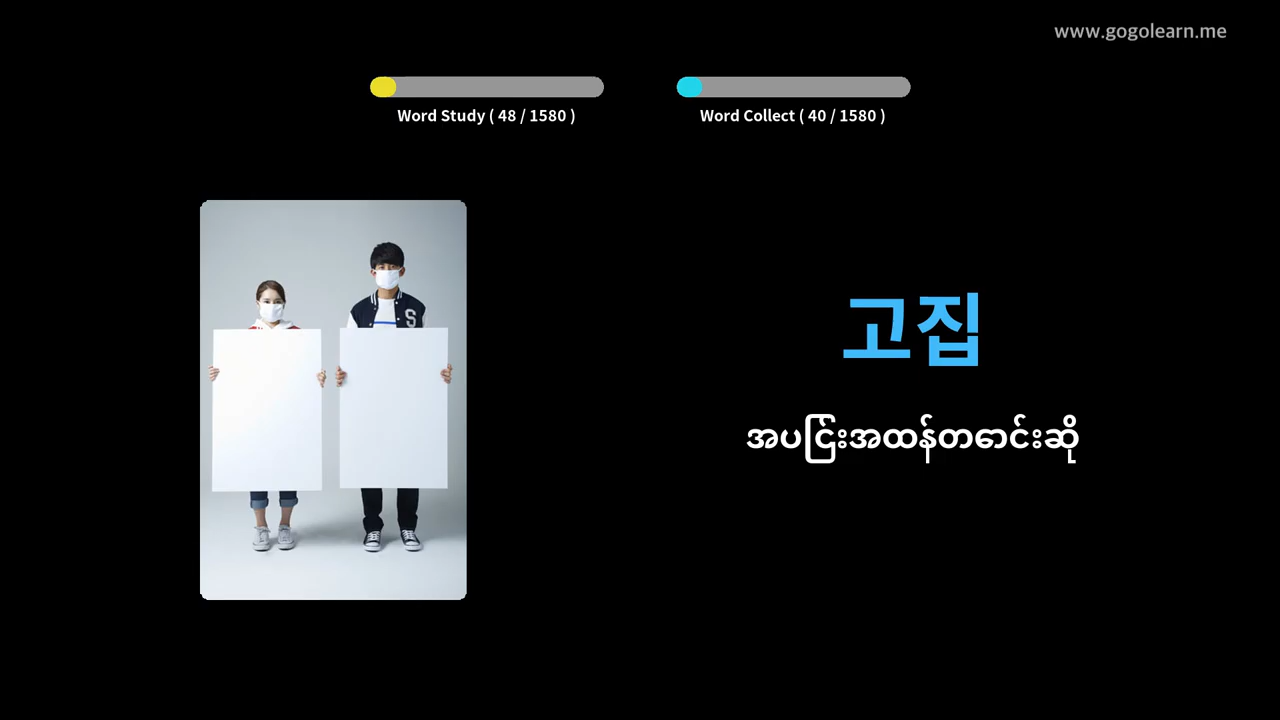 www.gogolearn.me
Word Study ( 48 / 1580 )
Word Collect ( 40 / 1580 )
S
고집
အပငြ်းအထန်တခောင်းဆို